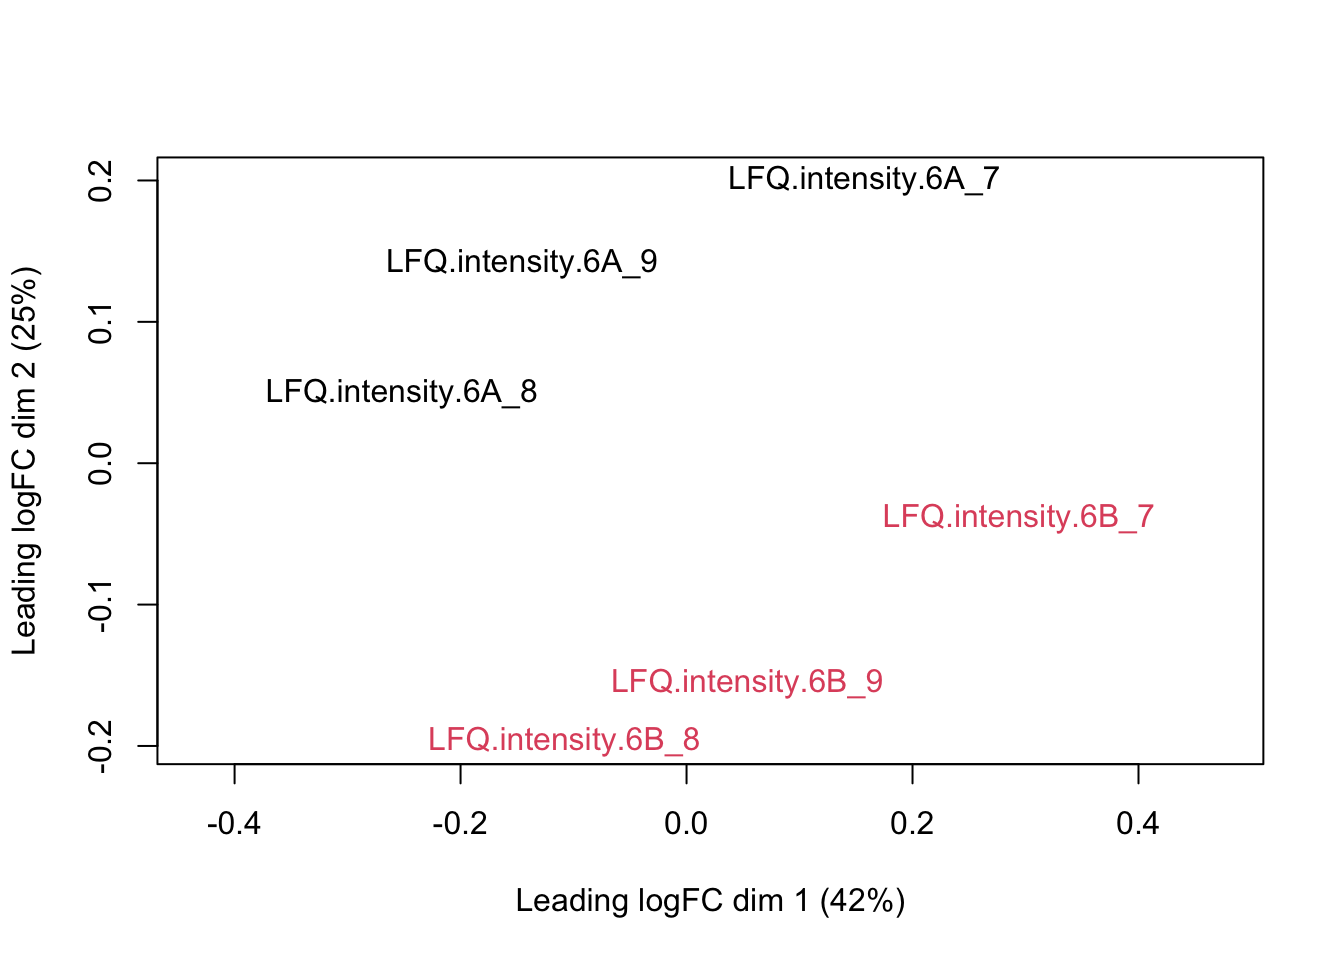 LFQ.intensity.6A_7
LFQ.intensity.6A_9
LFQ.intensity.6A_8
LFQ.intensity.6B_7
LFQ.intensity.6B_9
LFQ.intensity.6B_8
0.2
0.1
0.0
-0.1
-0.2
Leading logFC dim 2 (25%)
-0.4 -0.2 0.0 0.2 0.4
Leading logFC dim 1 (42%)